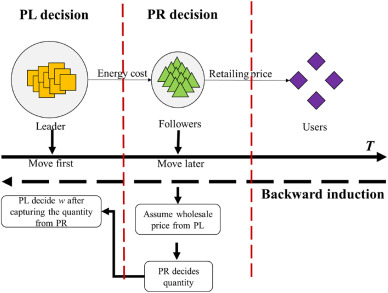 PL decision PR decision
Energy cost Retailing price
Leader Followers Users
Move first Move later T
Backward induction
PL decide w after
capturing the quantity
from PR
Assume wholesale
price from PL
PR decides
quantity